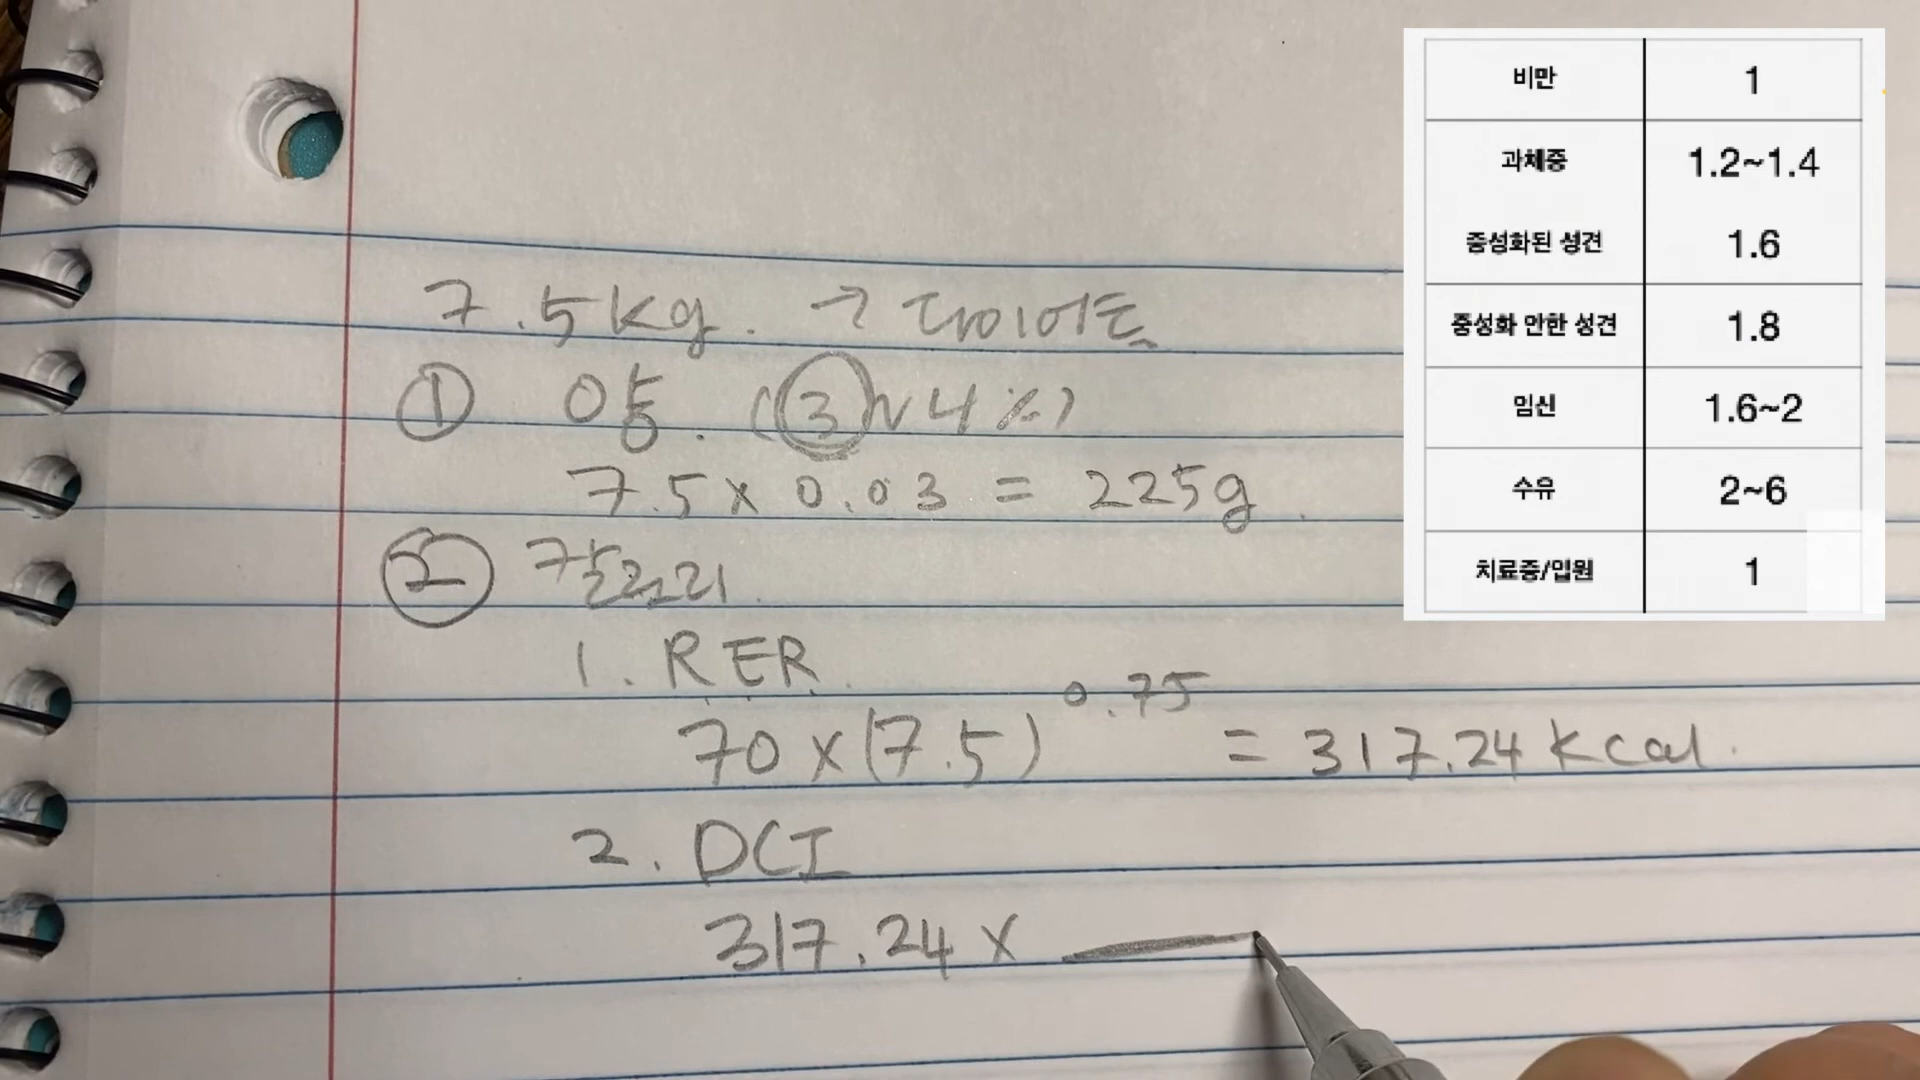 7.5kg. → 다이어트
① 양. (③~4%)
7.5 x 0.03 = 225g.
② 칼로리.
1. RER.
70 x (7.5)^0.75 = 317.24 kcal.
2. DCI
317.24 x
비만 1
과체중 1.2~1.4
중성화된 성견 1.6
중성화 안한 성견 1.8
임신 1.6~2
수유 2~6
치료중/입원 1